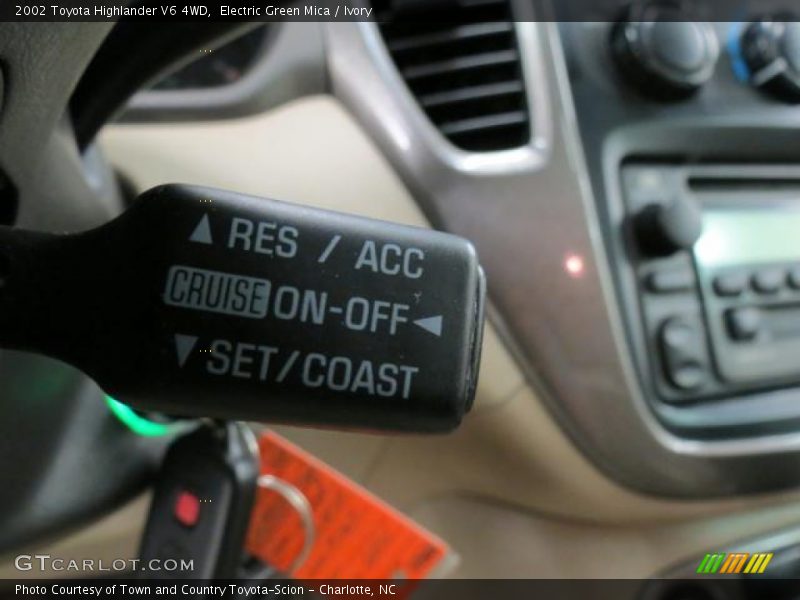 2002 Toyota Highlander V6 4WD,  Electric Green Mica / Ivory
▲ RES / ACC
CRUISE ON-OFF ◄
▼ SET/COAST
GTCARLOT.COM
Photo Courtesy of Town and Country Toyota-Scion - Charlotte, NC